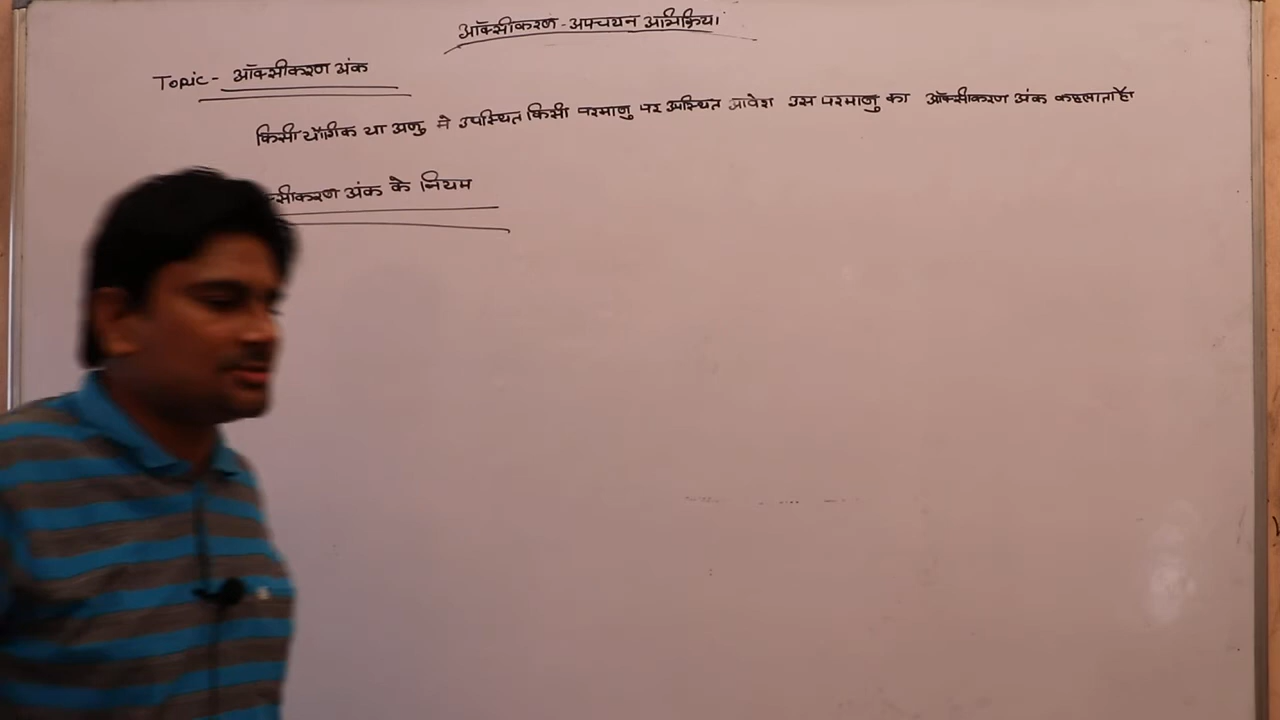 ऑक्सीकरण - अपचयन अभिक्रिया
Topic - ऑक्सीकरण अंक
किसी यौगिक या अणु मे उपस्थित किसी परमाणु पर उपस्थित आवेश उस परमाणु का ऑक्सीकरण अंक कहलाता है।
क्सीकरण अंक के नियम